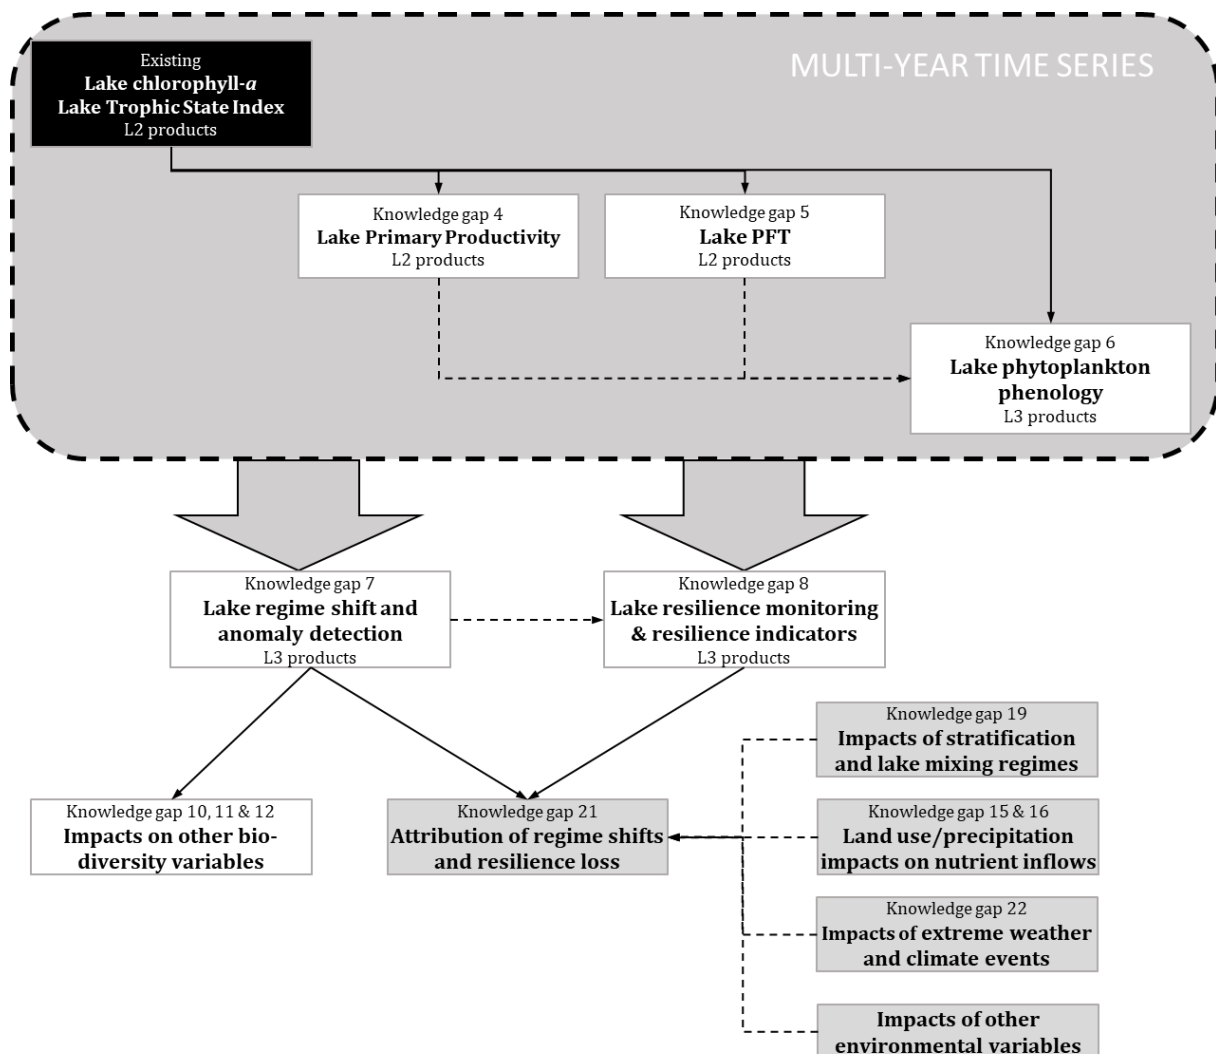 MULTI-YEAR TIME SERIES
Existing
Lake chlorophyll-a
Lake Trophic State Index
L2 products
Knowledge gap 4
Lake Primary Productivity
L2 products
Knowledge gap 5
Lake PFT
L2 products
Knowledge gap 6
Lake phytoplankton
phenology
L3 products
Knowledge gap 7
Lake regime shift and
anomaly detection
L3 products
Knowledge gap 8
Lake resilience monitoring
& resilience indicators
L3 products
Knowledge gap 19
Impacts of stratification
and lake mixing regimes
Knowledge gap 10, 11 & 12
Impacts on other bio-
diversity variables
Knowledge gap 21
Attribution of regime shifts
and resilience loss
Knowledge gap 15 & 16
Land use/precipitation
impacts on nutrient inflows
Knowledge gap 22
Impacts of extreme weather
and climate events
Impacts of other
environmental variables